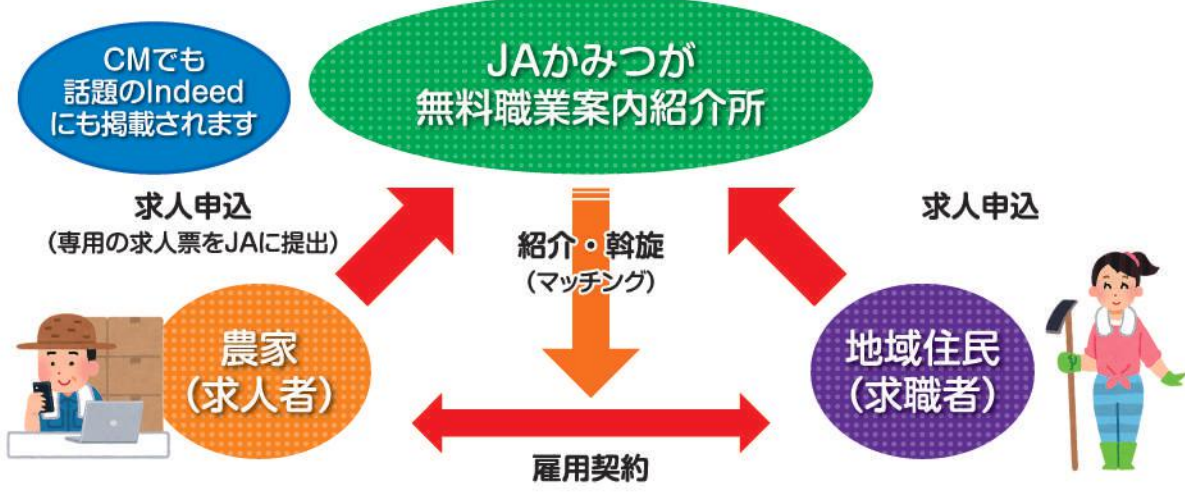 CMでも
話題のIndeed
にも掲載されます
JAかみつが
無料職業案内紹介所
求人申込
(専用の求人票をJAに提出)
紹介・斡旋
(マッチング)
求人申込
農家
(求人者)
地域住民
(求職者)
雇用契約